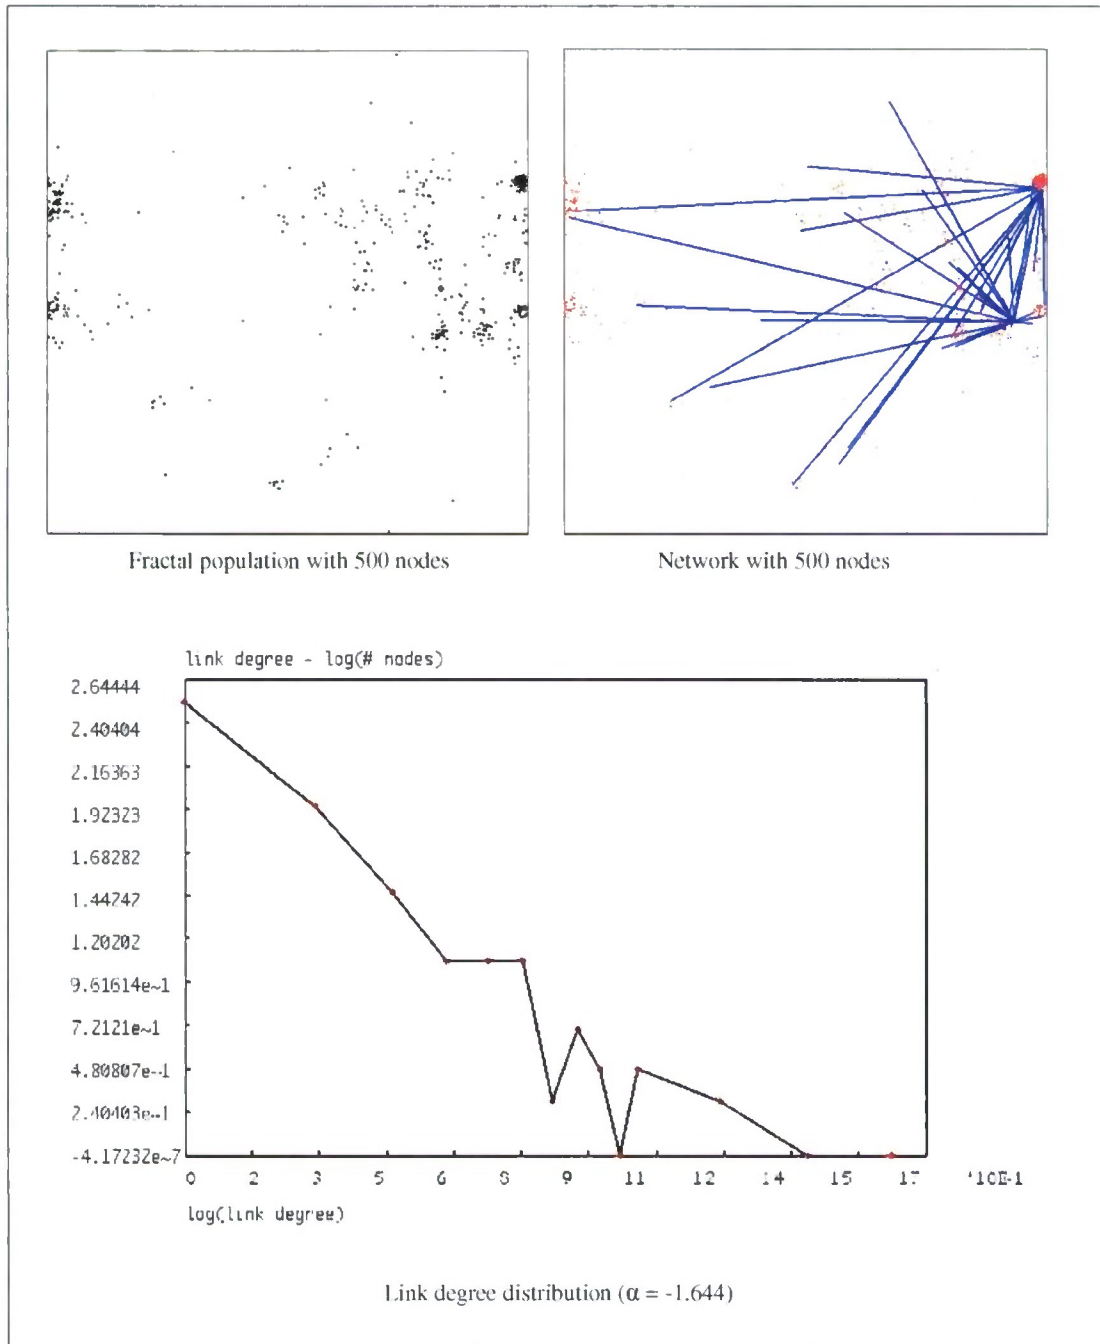 Fractal population with 500 nodes
Network with 500 nodes
link degree - log(# nodes)
2.64444
2.40404
2.16363
1.92323
1.68282
1.44242
1.20202
9.61614e~1
7.2121e~1
4.80807e~1
2.40403e~1
-4.17232e~7
0 2 3 5 6 8 9 11 12 14 15 17 *10E-1
log(link degree)
Link degree distribution (α = -1.644)